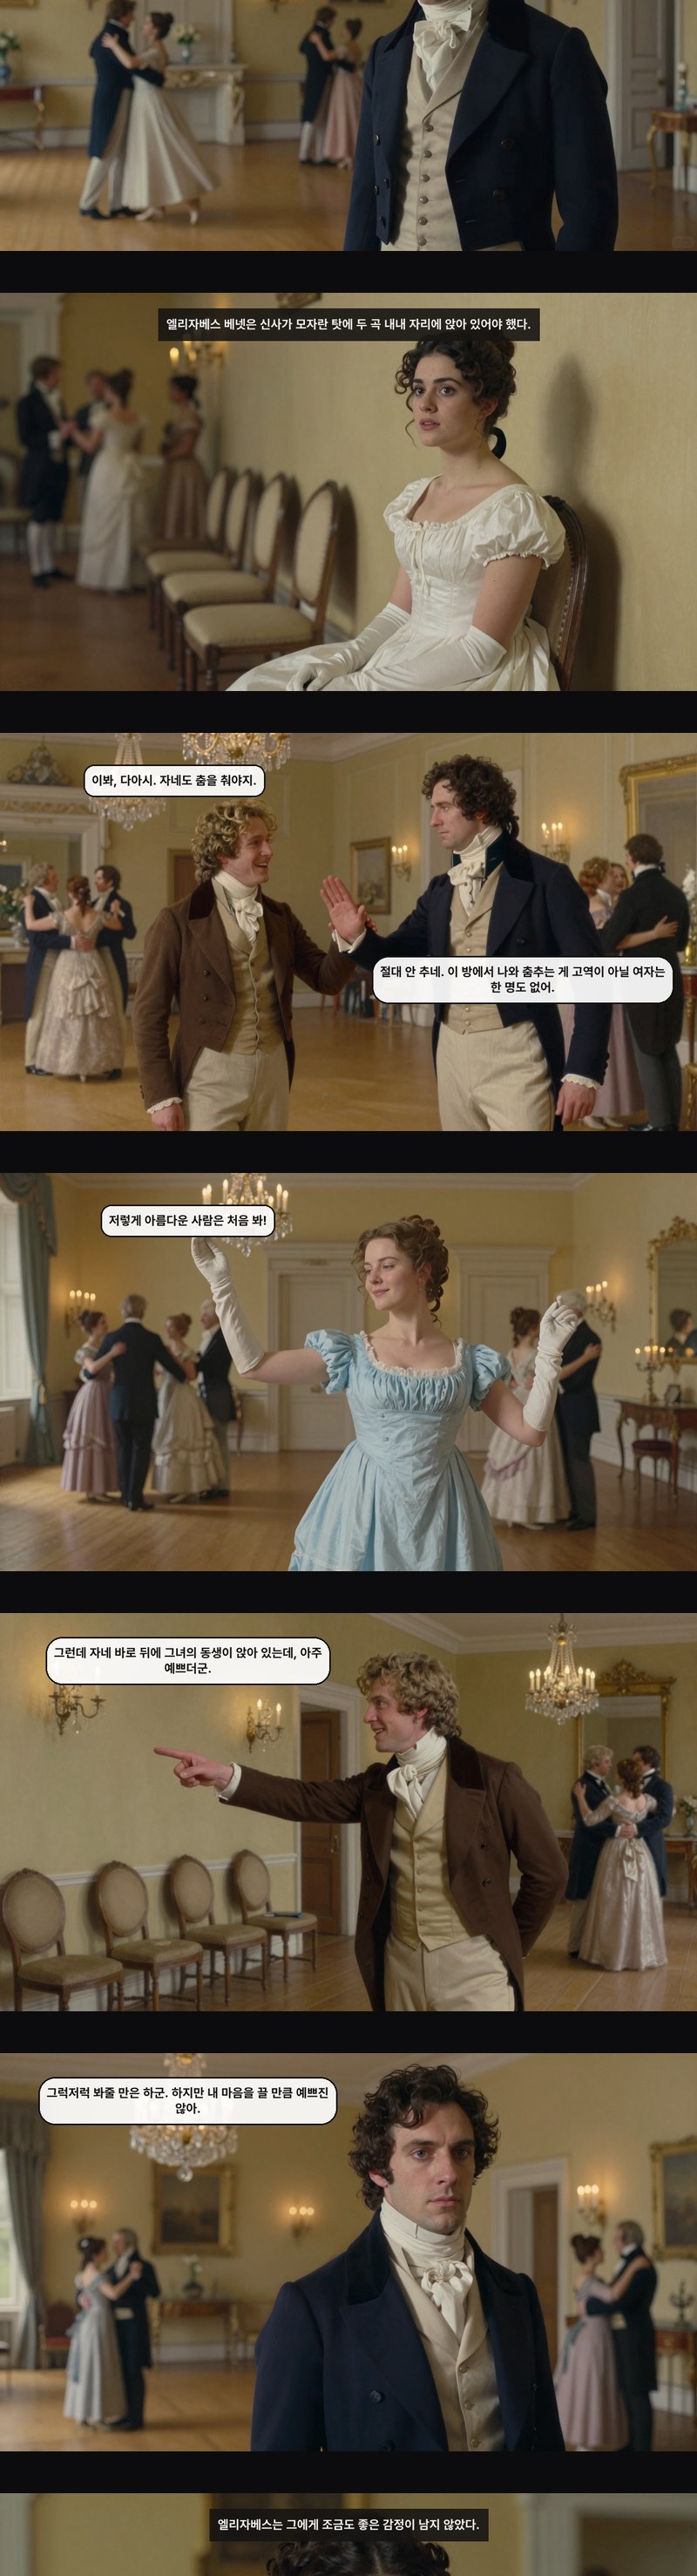 엘리자베스 베넷은 신사가 모자란 탓에 두 곡 내내 자리에 앉아 있어야 했다.
이봐, 다아시. 자네도 춤을 춰야지.
절대 안 추네. 이 방에서 나와 춤추는 게 고역이 아닐 여자는
한 명도 없어.
저렇게 아름다운 사람은 처음 봐!
그런데 자네 바로 뒤에 그녀의 동생이 앉아 있는데, 아주
예쁘더군.
그럭저럭 봐줄 만은 하군. 하지만 내 마음을 끌 만큼 예쁘진
않아.
엘리자베스는 그에게 조금도 좋은 감정이 남지 않았다.